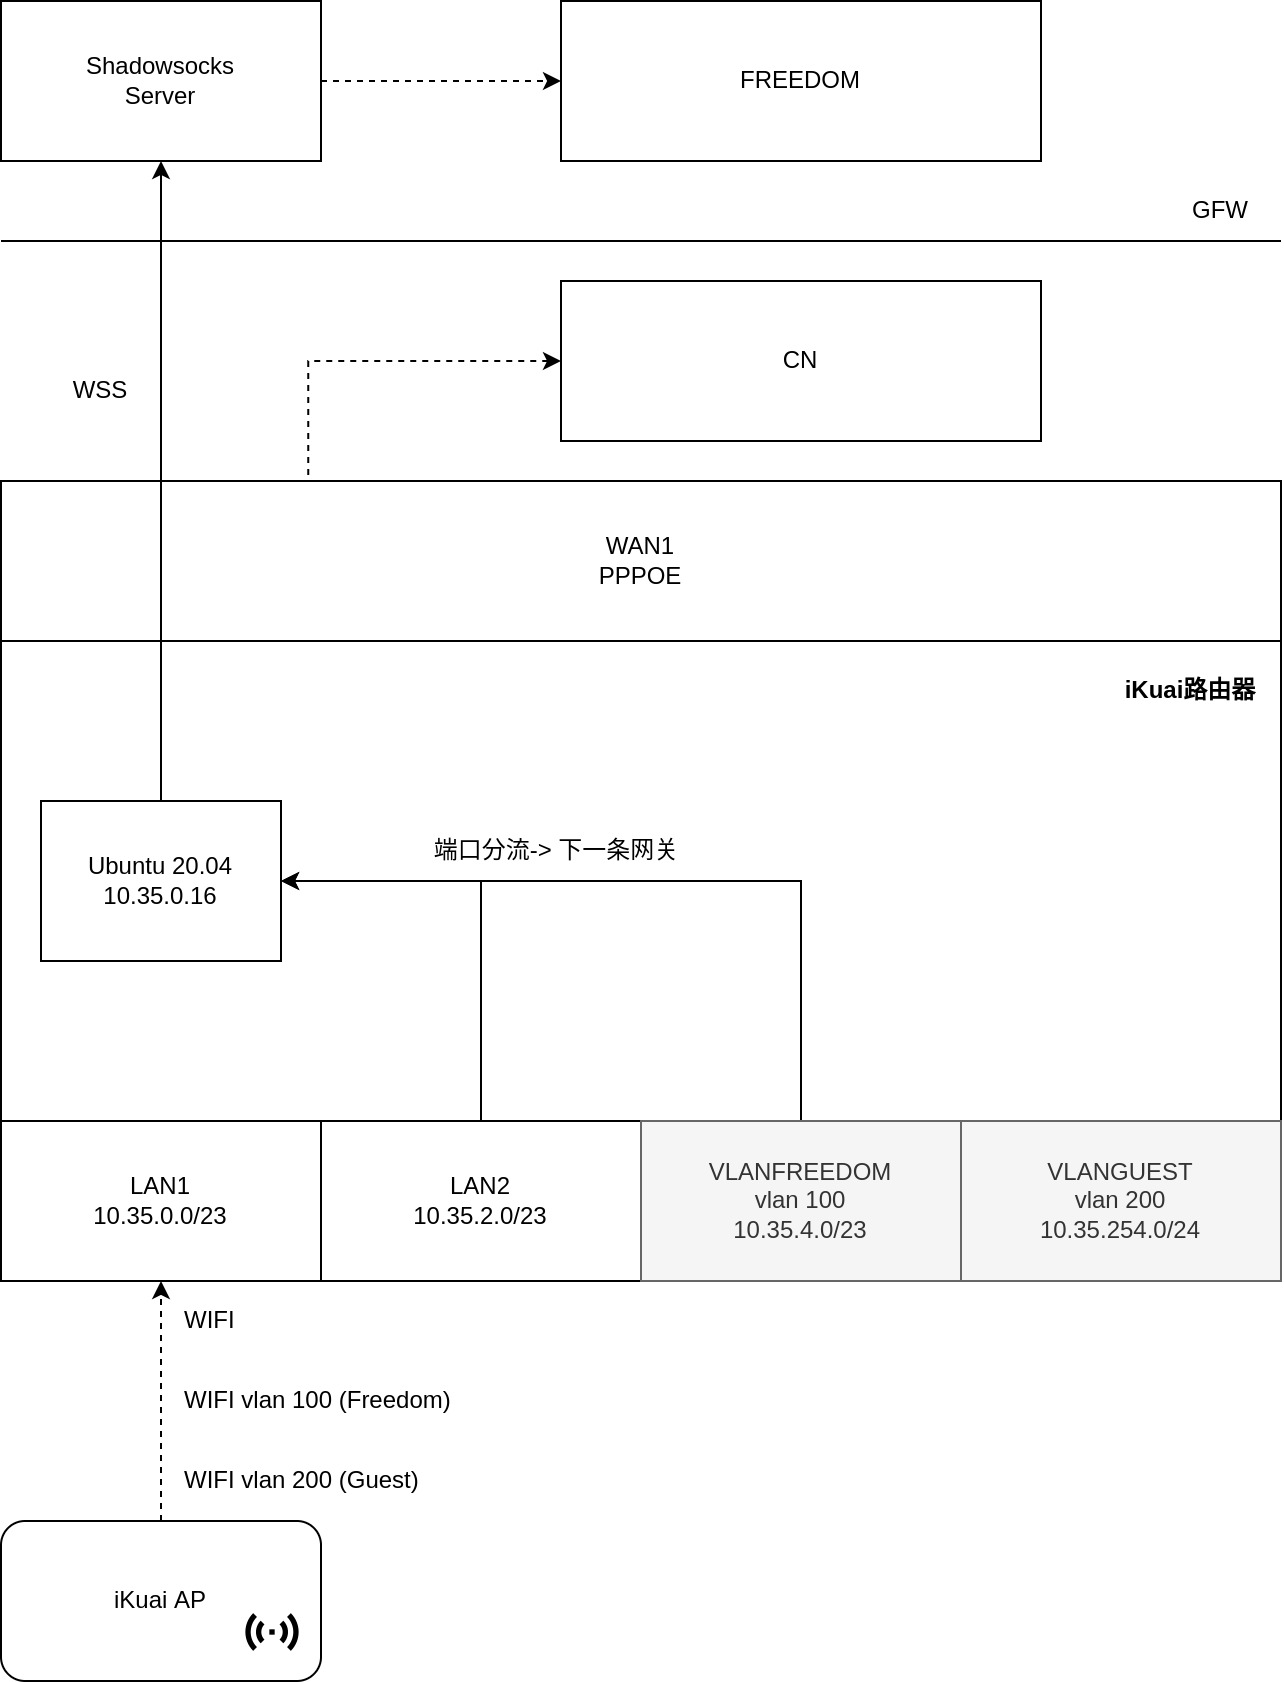 Shadowsocks
Server
FREEDOM
GFW
CN
WSS
WAN1
PPPOE
iKuai路由器
Ubuntu 20.04
10.35.0.16
端口分流-> 下一条网关
LAN1
10.35.0.0/23
LAN2
10.35.2.0/23
VLANFREEDOM
vlan 100
10.35.4.0/23
VLANGUEST
vlan 200
10.35.254.0/24
WIFI
WIFI vlan 100 (Freedom)
WIFI vlan 200 (Guest)
iKuai AP